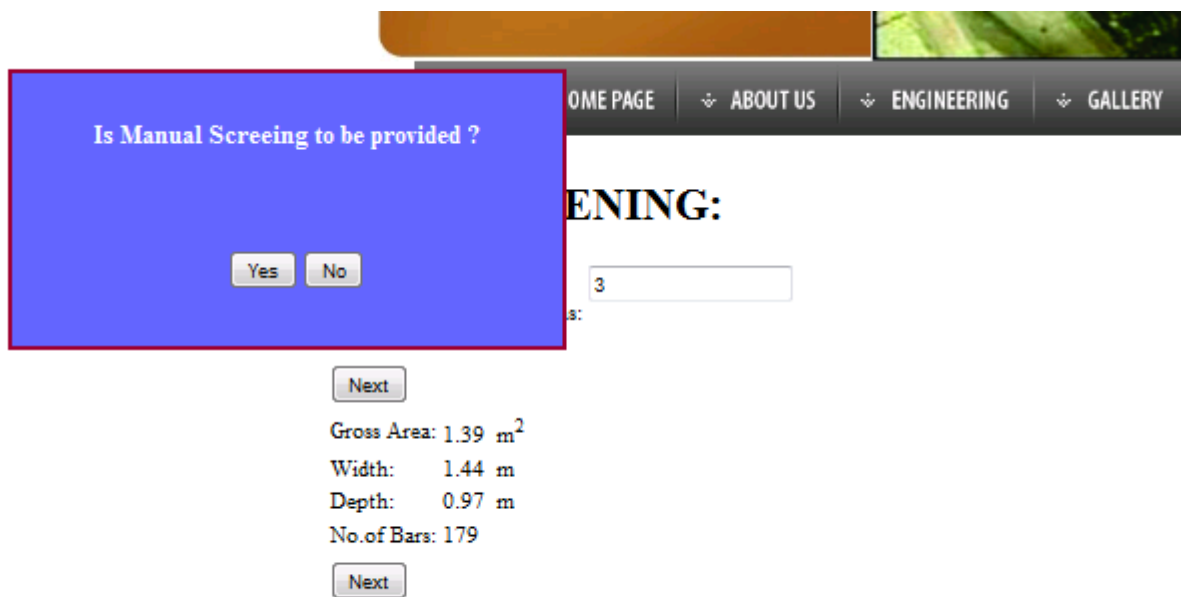 OME PAGE ABOUT US ENGINEERING GALLERY
Is Manual Screeing to be provided ?
ENING:
Yes No
3
s:
Next
Gross Area: 1.39 m2
Width: 1.44 m
Depth: 0.97 m
No.of Bars: 179
Next